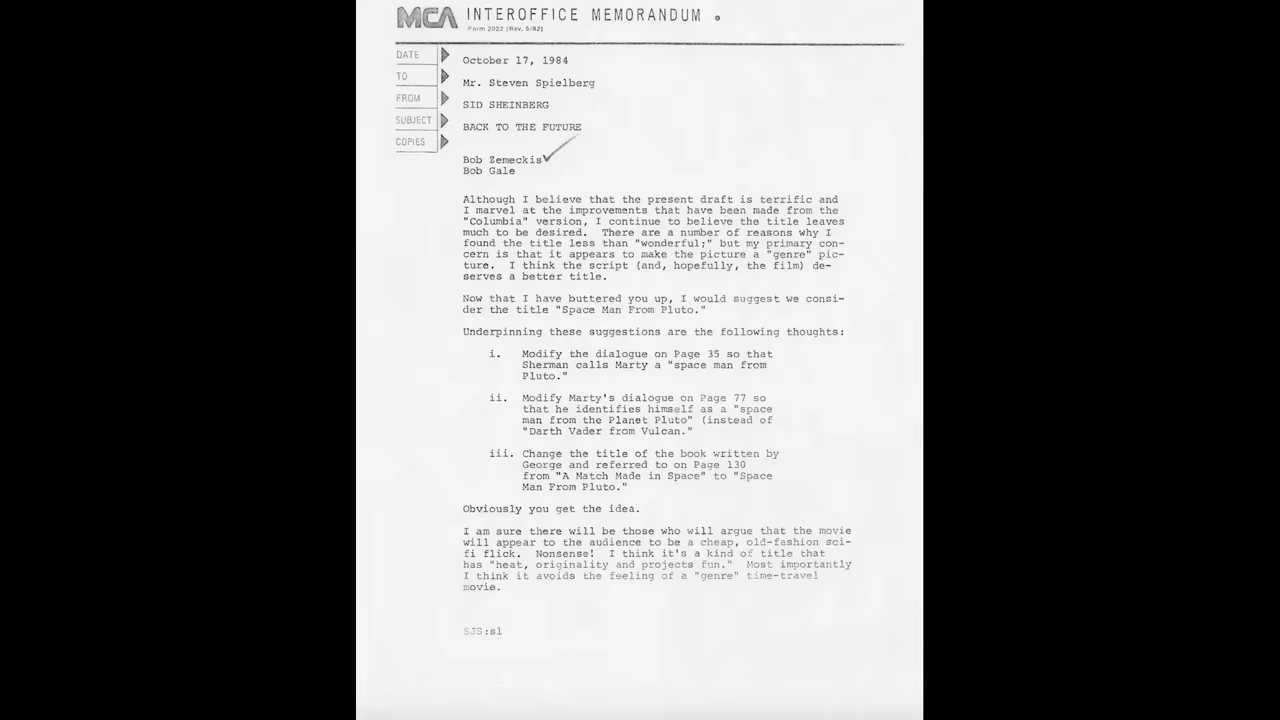 MCA INTEROFFICE MEMORANDUM
Form 2022 (Rev. 5/82)
DATE October 17, 1984
TO Mr. Steven Spielberg
FROM SID SHEINBERG
SUBJECT BACK TO THE FUTURE
COPIES
Bob Zemeckis
Bob Gale
Although I believe that the present draft is terrific and
I marvel at the improvements that have been made from the
"Columbia" version, I continue to believe the title leaves
much to be desired. There are a number of reasons why I
found the title less than "wonderful;" but my primary con-
cern is that it appears to make the picture a "genre" pic-
ture. I think the script (and, hopefully, the film) de-
serves a better title.
Now that I have buttered you up, I would suggest we consi-
der the title "Space Man From Pluto."
Underpinning these suggestions are the following thoughts:
i. Modify the dialogue on Page 35 so that
Sherman calls Marty a "space man from
Pluto."
ii. Modify Marty's dialogue on Page 77 so
that he identifies himself as a "space
man from the Planet Pluto" (instead of
"Darth Vader from Vulcan."
iii. Change the title of the book written by
George and referred to on Page 130
from "A Match Made in Space" to "Space
Man From Pluto."
Obviously you get the idea.
I am sure there will be those who will argue that the movie
will appear to the audience to be a cheap, old-fashion sci-
fi flick. Nonsense! I think it's a kind of title that
has "heat, originality and projects fun." Most importantly
I think it avoids the feeling of a "genre" time-travel
movie.
SJS:sl